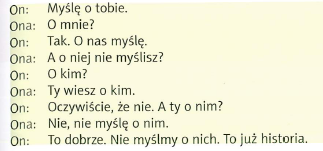 On: Myślę o tobie.
Ona: O mnie?
On: Tak. O nas myślę.
Ona: A o niej nie myślisz?
On: O kim?
Ona: Ty wiesz o kim.
On: Oczywiście, że nie. A ty o nim?
Ona: Nie, nie myślę o nim.
On: To dobrze. Nie myślmy o nich. To już historia.